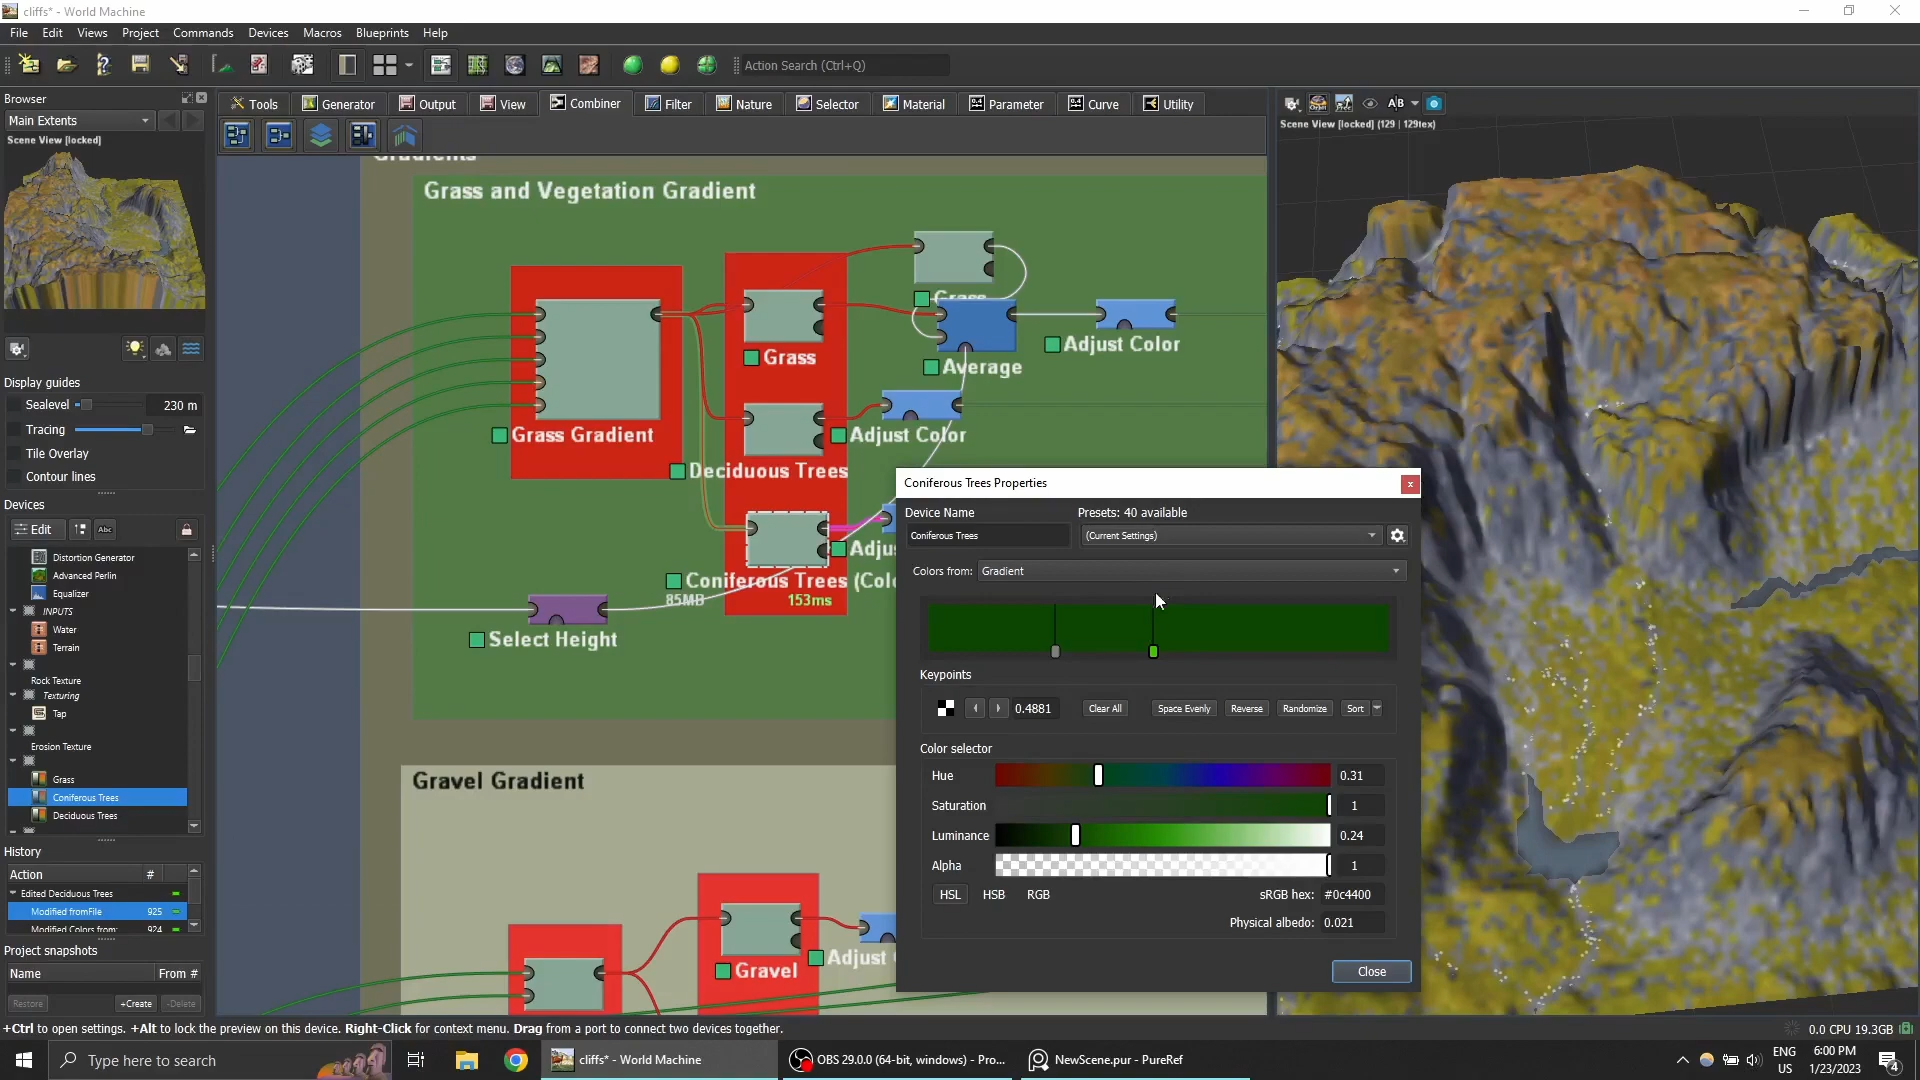 cliffs* - World Machine
File Edit Views Project Commands Devices Macros Blueprints Help
Action Search (Ctrl+Q)
Browser
Main Extents
Scene View [locked]
Display guides
Sealevel 230 m
Tracing
Tile Overlay
Contour lines
Devices
Edit Abc
Distortion Generator
Advanced Perlin
Equalizer
INPUTS
Water
Terrain
Rock Texture
Texturing
Tap
Erosion Texture
Grass
Coniferous Trees
Deciduous Trees
History
Action #
Edited Deciduous Trees
Modified fromFile 925
Modified Colors from: 924
Project snapshots
Name From #
Restore +Create -Delete
Tools Generator Output View Combiner Filter Nature Selector Material Parameter Curve Utility
Gradients
Grass and Vegetation Gradient
Grass
Grass
Adjust Color
Average
Grass Gradient
Adjust Color
Deciduous Trees
Adju
Coniferous Trees (Colo
85MB 153ms
Select Height
Gravel Gradient
Gravel
Adjust
AB
Scene View [locked] (129 | 129tex)
Coniferous Trees Properties
Device Name Presets: 40 available
Coniferous Trees (Current Settings)
Colors from: Gradient
Keypoints
0.4881 Clear All Space Evenly Reverse Randomize Sort
Color selector
Hue 0.31
Saturation 1
Luminance 0.24
Alpha 1
HSL HSB RGB sRGB hex: #0c4400
Physical albedo: 0.021
Close
+Ctrl to open settings. +Alt to lock the preview on this device. Right-Click for context menu. Drag from a port to connect two devices together.
0.0 CPU 19.3GB
Type here to search
cliffs* - World Machine
OBS 29.0.0 (64-bit, windows) - Pro...
NewScene.pur - PureRef
ENG
US
6:00 PM
1/23/2023
4